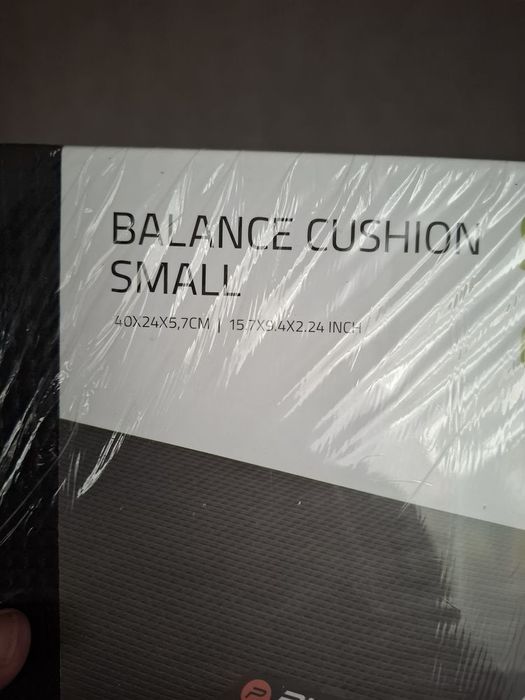 BALANCE CUSHION
SMALL
40X24X5,7CM | 15.7X9.4X2.24 INCH